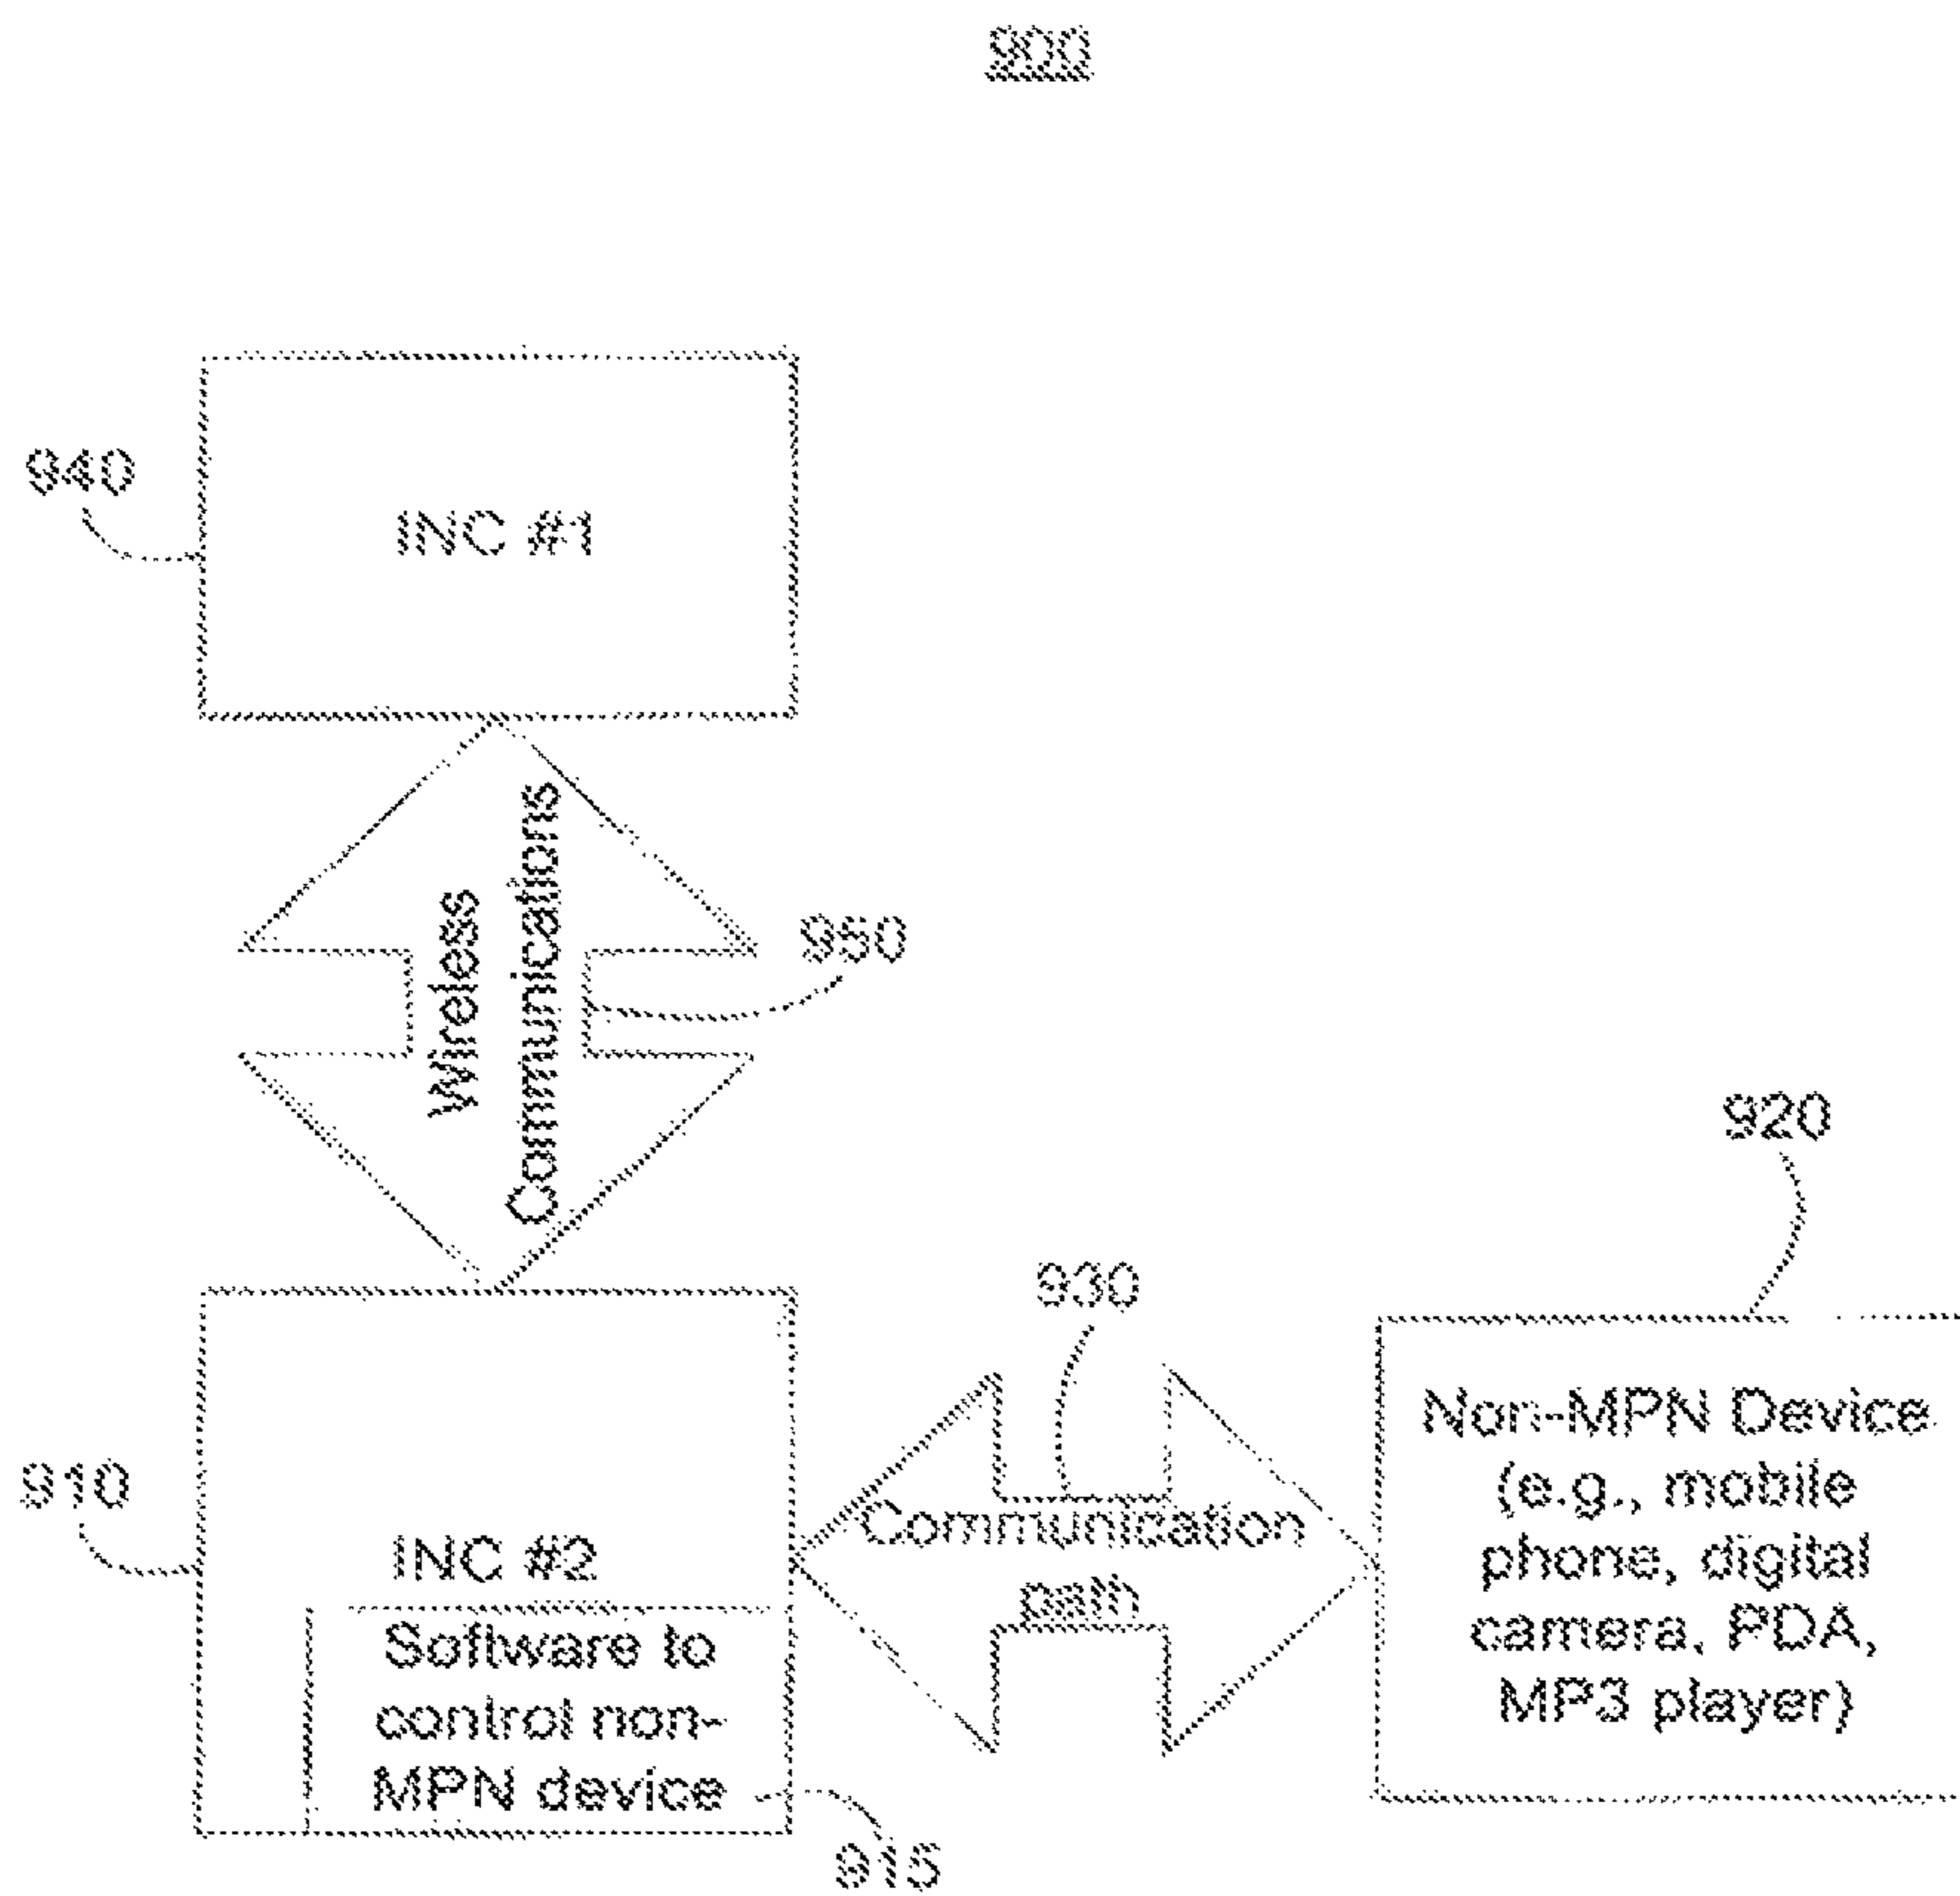 900
940
INC #1
Wireless
Communications
950
920
930
910
INC #2
Communication
path
Non-MPN Device
(e.g., mobile
phone, digital
camera, PDA,
MP3 player)
Software to
control non-
MPN device
915